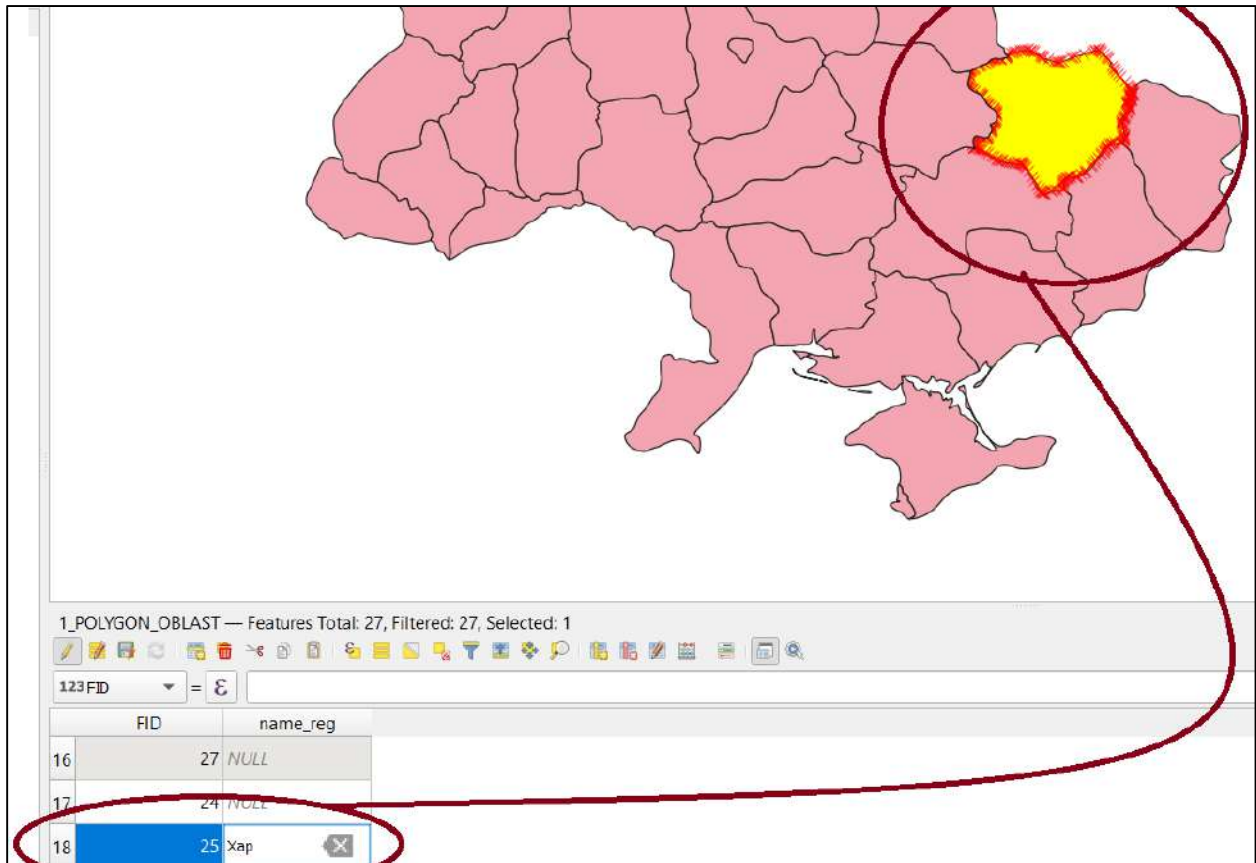 1_POLYGON_OBLAST — Features Total: 27, Filtered: 27, Selected: 1
123 FID = ε
FID name_reg
16 27 NULL
17 24 NULL
18 25 Хар